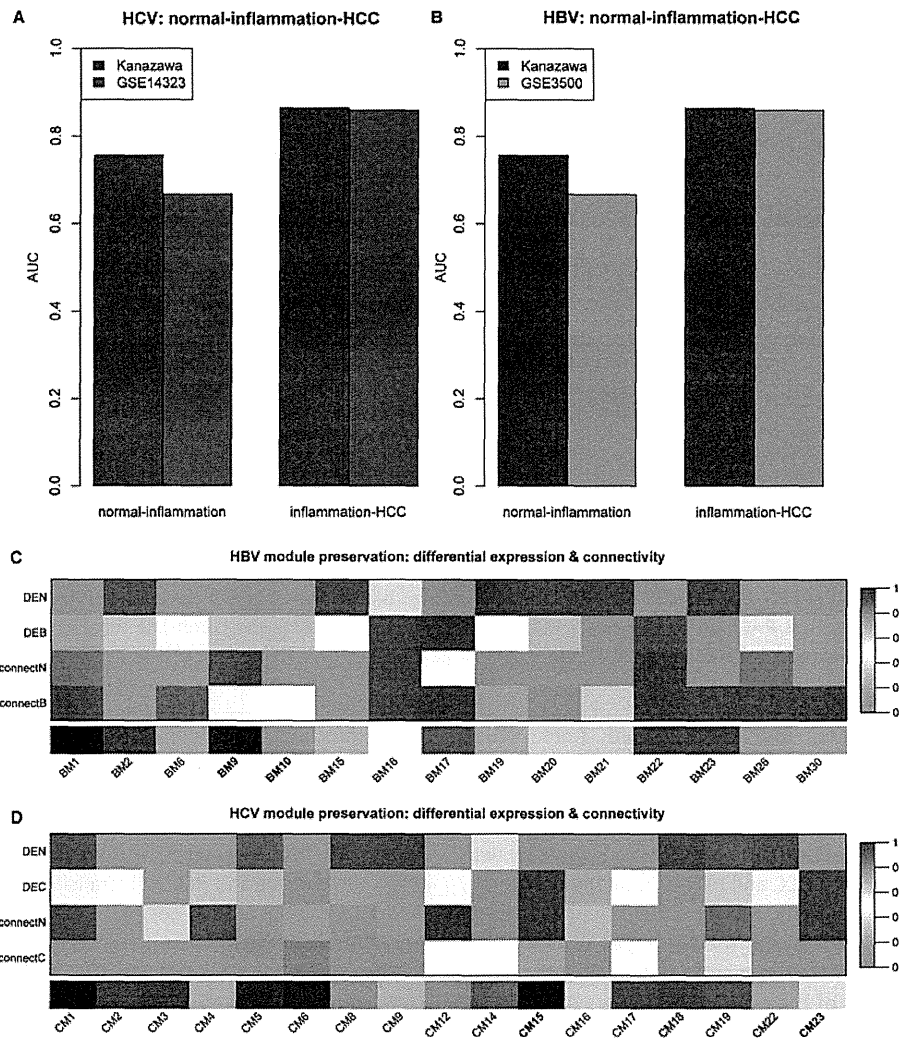 A
HCV: normal-inflammation-HCC
1.0
0.8
0.6
0.4
0.2
0.0
AUC
Kanazawa
GSE14323
normal-inflammation
inflammation-HCC
B
HBV: normal-inflammation-HCC
1.0
0.8
0.6
0.4
0.2
0.0
AUC
Kanazawa
GSE3500
normal-inflammation
inflammation-HCC
C
HBV module preservation: differential expression & connectivity
DEN
DEB
connectN
connectB
1
0
0
0
0
0
BM1 BM2 BM6 BM9 BM10 BM15 BM16 BM17 BM19 BM20 BM21 BM22 BM23 BM26 BM30
D
HCV module preservation: differential expression & connectivity
DEN
DEC
connectN
connectC
1
0
0
0
0
0
CM1 CM2 CM3 CM4 CM5 CM6 CM8 CM9 CM12 CM14 CM15 CM16 CM17 CM18 CM19 CM22 CM23